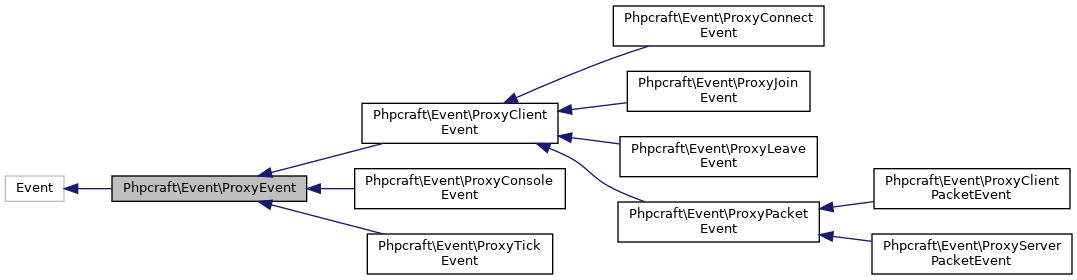 Phpcraft\Event\ProxyConnect
Event
Phpcraft\Event\ProxyJoin
Event
Phpcraft\Event\ProxyClient
Event
Phpcraft\Event\ProxyLeave
Event
Event
Phpcraft\Event\ProxyEvent
Phpcraft\Event\ProxyConsole
Event
Phpcraft\Event\ProxyClient
PacketEvent
Phpcraft\Event\ProxyPacket
Event
Phpcraft\Event\ProxyTick
Event
Phpcraft\Event\ProxyServer
PacketEvent